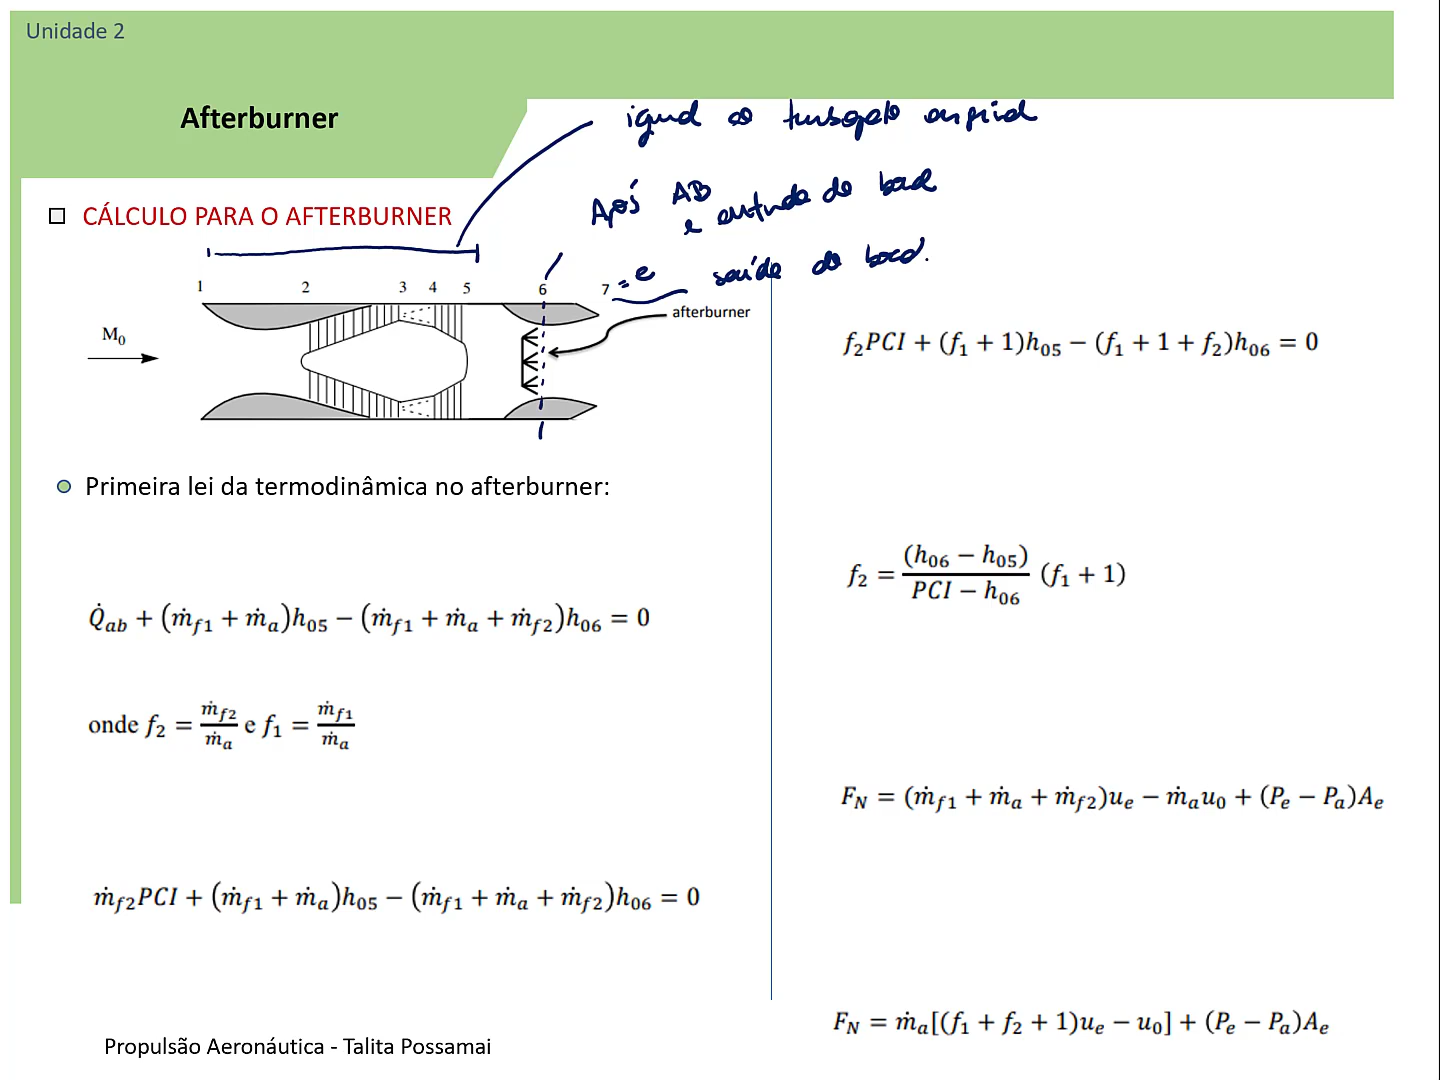 Unidade 2
Afterburner
igual ao turbojato original
Após AB
e entrada do bocal
= e saída do bocal.
CÁLCULO PARA O AFTERBURNER
1 2 3 4 5 6 7
M₀
afterburner
Primeira lei da termodinâmica no afterburner:
Q̇ab + (ṁf1 + ṁa)h05 − (ṁf1 + ṁa + ṁf2)h06 = 0
onde f₂ = ṁf2/ṁa e f₁ = ṁf1/ṁa
ṁf2PCI + (ṁf1 + ṁa)h05 − (ṁf1 + ṁa + ṁf2)h06 = 0
f₂PCI + (f₁ + 1)h05 − (f₁ + 1 + f₂)h06 = 0
f₂ = (h06 − h05)/(PCI − h06) (f₁ + 1)
F_N = (ṁf1 + ṁa + ṁf2)ue − ṁau0 + (Pe − Pa)Ae
F_N = ṁa[(f₁ + f₂ + 1)ue − u0] + (Pe − Pa)Ae
Propulsão Aeronáutica - Talita Possamai